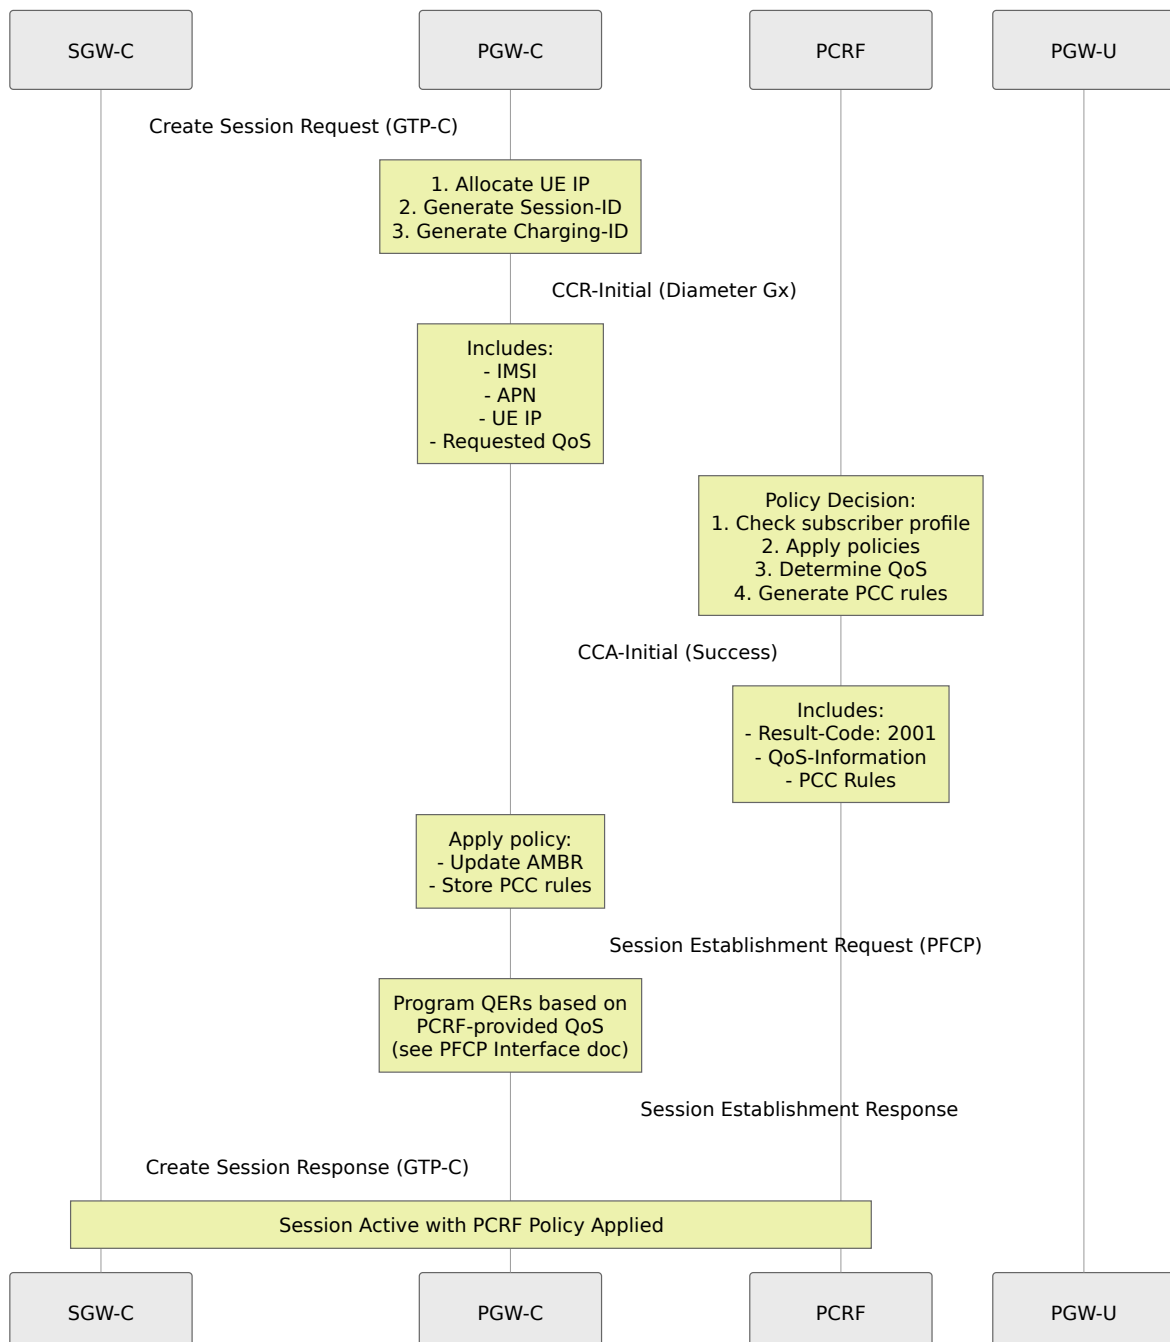 SGW-C
PGW-C
PCRF
PGW-U
Create Session Request (GTP-C)
1. Allocate UE IP
2. Generate Session-ID
3. Generate Charging-ID
CCR-Initial (Diameter Gx)
Includes:
- IMSI
- APN
- UE IP
- Requested QoS
Policy Decision:
1. Check subscriber profile
2. Apply policies
3. Determine QoS
4. Generate PCC rules
CCA-Initial (Success)
Includes:
- Result-Code: 2001
- QoS-Information
- PCC Rules
Apply policy:
- Update AMBR
- Store PCC rules
Session Establishment Request (PFCP)
Program QERs based on
PCRF-provided QoS
(see PFCP Interface doc)
Session Establishment Response
Create Session Response (GTP-C)
Session Active with PCRF Policy Applied
SGW-C
PGW-C
PCRF
PGW-U